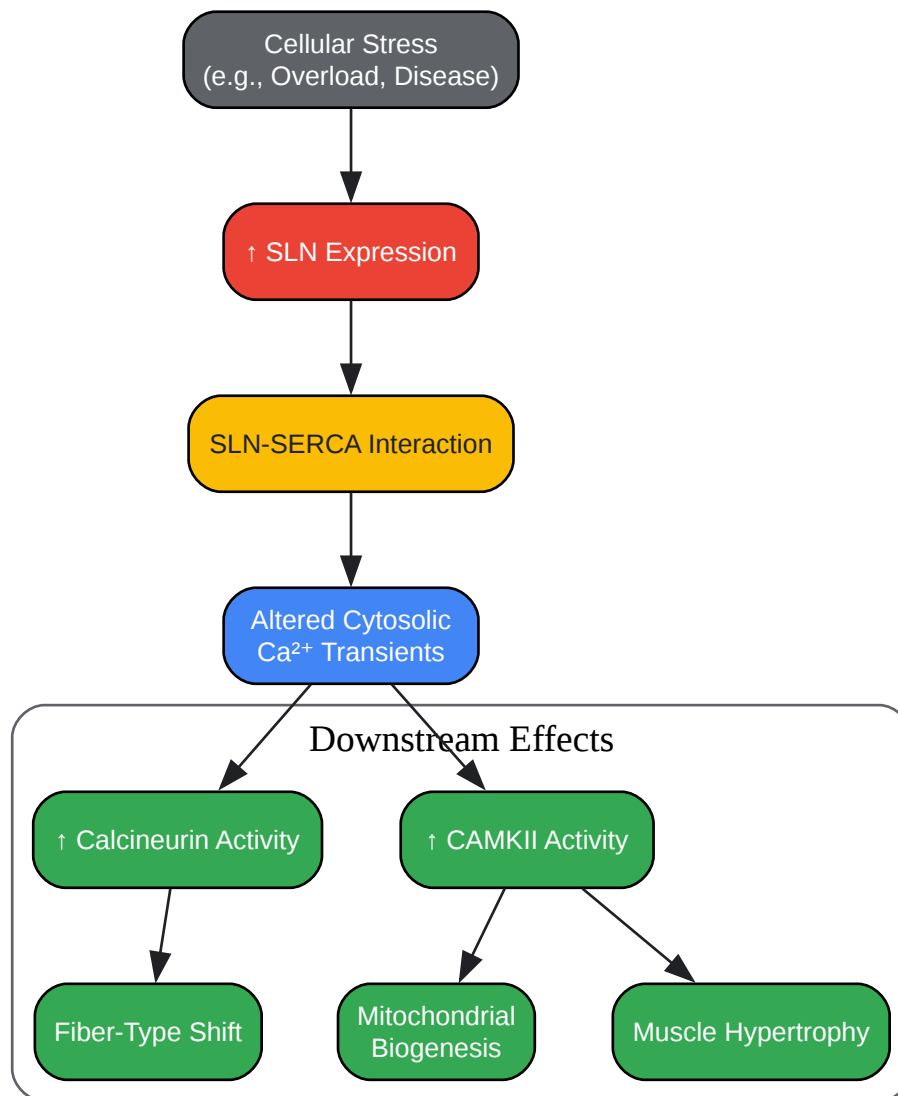 Cellular Stress
(e.g., Overload, Disease)
↑ SLN Expression
SLN-SERCA Interaction
Altered Cytosolic
Ca²⁺ Transients
Downstream Effects
↑ Calcineurin Activity
↑ CAMKII Activity
Fiber-Type Shift
Mitochondrial
Biogenesis
Muscle Hypertrophy